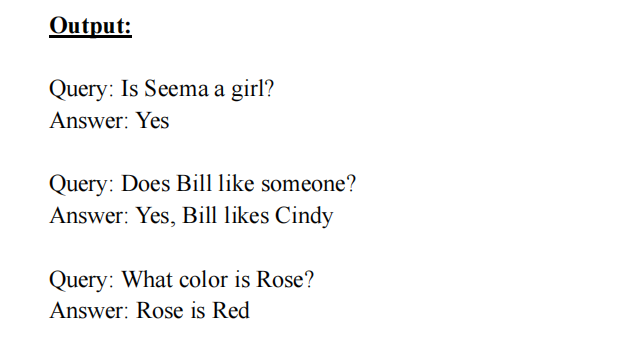 Output:
Query: Is Seema a girl?
Answer: Yes
Query: Does Bill like someone?
Answer: Yes, Bill likes Cindy
Query: What color is Rose?
Answer: Rose is Red